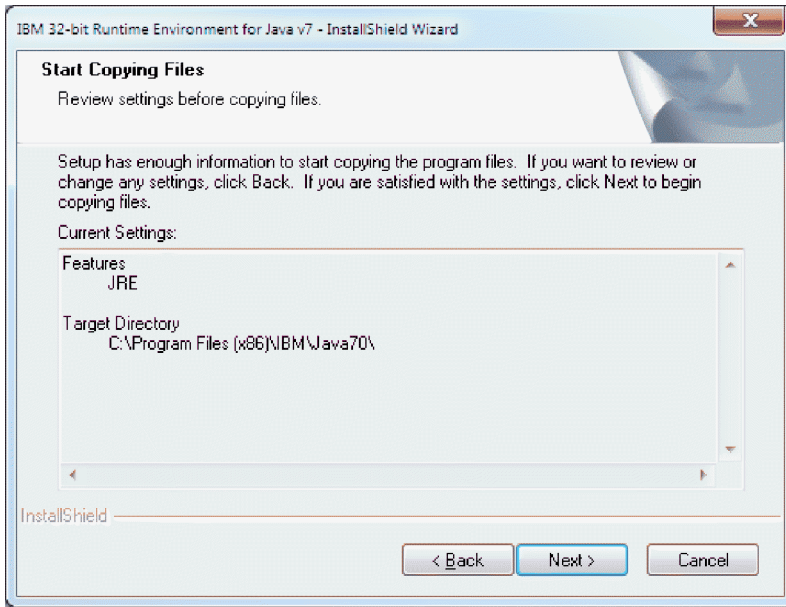 IBM 32-bit Runtime Environment for Java v7 - InstallShield Wizard
Start Copying Files
Review settings before copying files.
Setup has enough information to start copying the program files.  If you want to review or
change any settings, click Back.  If you are satisfied with the settings, click Next to begin
copying files.
Current Settings:
Features
JRE
Target Directory
C:\Program Files (x86)\IBM\Java70\
InstallShield
< Back
Next >
Cancel